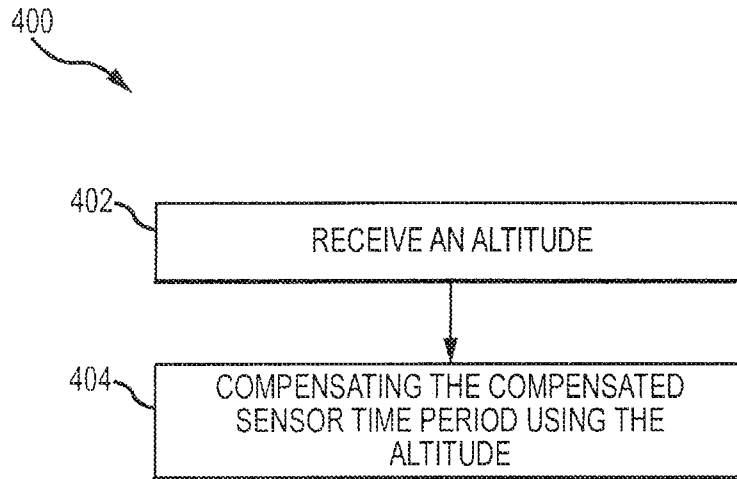 400
402
RECEIVE AN ALTITUDE
404
COMPENSATING THE COMPENSATED
SENSOR TIME PERIOD USING THE
ALTITUDE